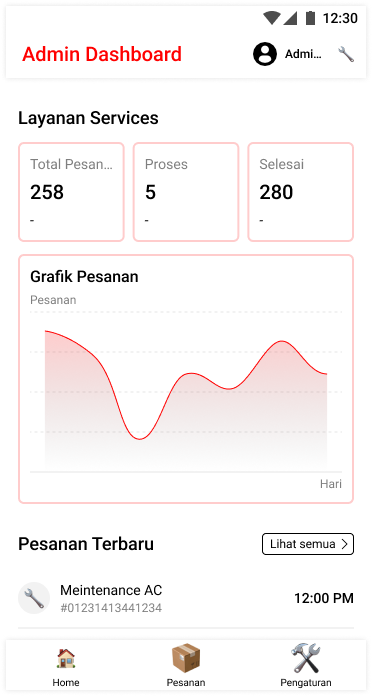 12:30
Admin Dashboard
Admi...
Layanan Services
Total Pesan...
Proses
Selesai
258
5
280
-
-
-
Grafik Pesanan
Pesanan
Hari
Pesanan Terbaru
Lihat semua
Meintenance AC
#01231413441234
12:00 PM
Home
Pesanan
Pengaturan